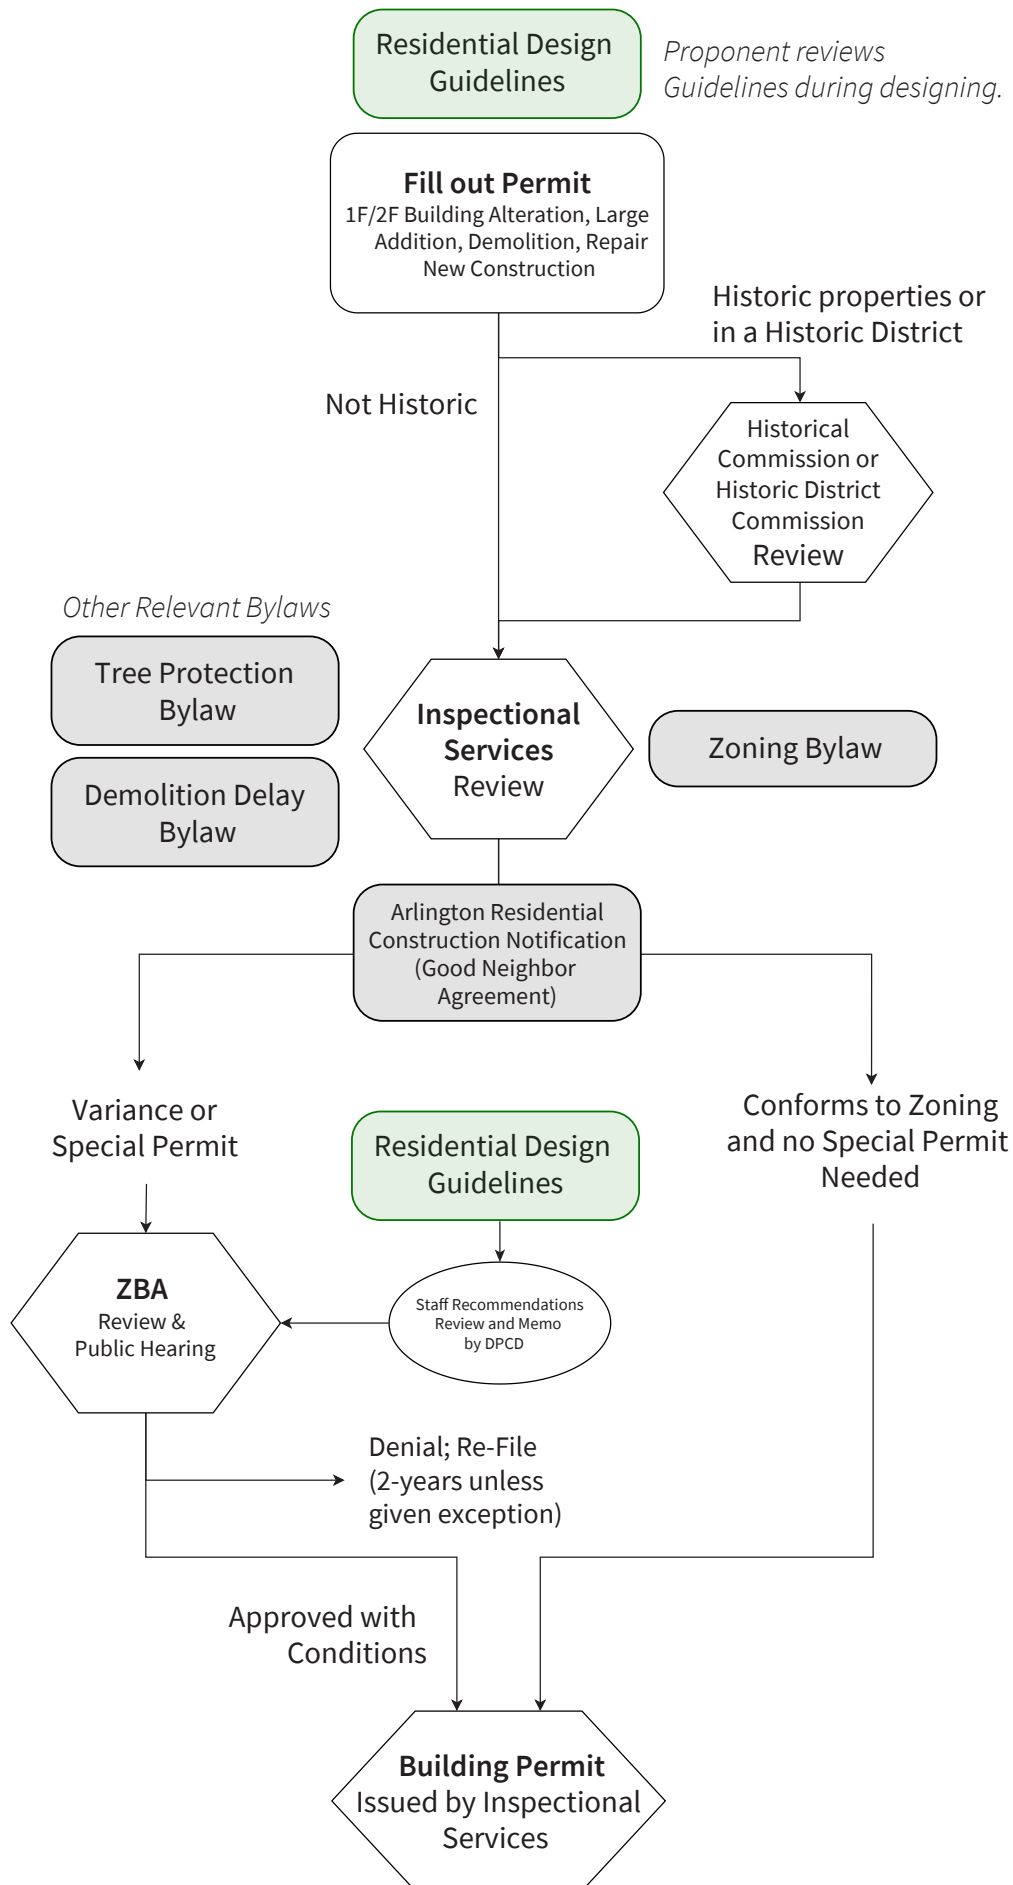 Residential Design
Guidelines
Proponent reviews
Guidelines during designing.
Fill out Permit
1F/2F Building Alteration, Large
Addition, Demolition, Repair
New Construction
Historic properties or
in a Historic District
Not Historic
Historical
Commission or
Historic District
Commission
Review
Other Relevant Bylaws
Tree Protection
Bylaw
Demolition Delay
Bylaw
Inspectional
Services
Review
Zoning Bylaw
Arlington Residential
Construction Notification
(Good Neighbor
Agreement)
Variance or
Special Permit
Residential Design
Guidelines
Conforms to Zoning
and no Special Permit
Needed
ZBA
Review &
Public Hearing
Staff Recommendations
Review and Memo
by DPCD
Denial; Re-File
(2-years unless
given exception)
Approved with
Conditions
Building Permit
Issued by Inspectional
Services